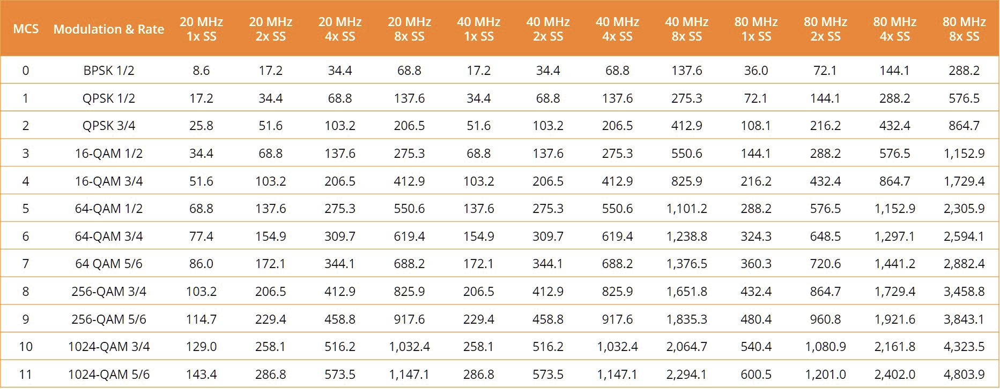 MCS Modulation & Rate 20 MHz 1x SS 20 MHz 2x SS 20 MHz 4x SS 20 MHz 8x SS 40 MHz 1x SS 40 MHz 2x SS 40 MHz 4x SS 40 MHz 8x SS 80 MHz 1x SS 80 MHz 2x SS 80 MHz 4x SS 80 MHz 8x SS
0 BPSK 1/2 8.6 17.2 34.4 68.8 17.2 34.4 68.8 137.6 36.0 72.1 144.1 288.2
1 QPSK 1/2 17.2 34.4 68.8 137.6 34.4 68.8 137.6 275.3 72.1 144.1 288.2 576.5
2 QPSK 3/4 25.8 51.6 103.2 206.5 51.6 103.2 206.5 412.9 108.1 216.2 432.4 864.7
3 16-QAM 1/2 34.4 68.8 137.6 275.3 68.8 137.6 275.3 550.6 144.1 288.2 576.5 1,152.9
4 16-QAM 3/4 51.6 103.2 206.5 412.9 103.2 206.5 412.9 825.9 216.2 432.4 864.7 1,729.4
5 64-QAM 1/2 68.8 137.6 275.3 550.6 137.6 275.3 550.6 1,101.2 288.2 576.5 1,152.9 2,305.9
6 64-QAM 3/4 77.4 154.9 309.7 619.4 154.9 309.7 619.4 1,238.8 324.3 648.5 1,297.1 2,594.1
7 64 QAM 5/6 86.0 172.1 344.1 688.2 172.1 344.1 688.2 1,376.5 360.3 720.6 1,441.2 2,882.4
8 256-QAM 3/4 103.2 206.5 412.9 825.9 206.5 412.9 825.9 1,651.8 432.4 864.7 1,729.4 3,458.8
9 256-QAM 5/6 114.7 229.4 458.8 917.6 229.4 458.8 917.6 1,835.3 480.4 960.8 1,921.6 3,843.1
10 1024-QAM 3/4 129.0 258.1 516.2 1,032.4 258.1 516.2 1,032.4 2,064.7 540.4 1,080.9 2,161.8 4,323.5
11 1024-QAM 5/6 143.4 286.8 573.5 1,147.1 286.8 573.5 1,147.1 2,294.1 600.5 1,201.0 2,402.0 4,803.9